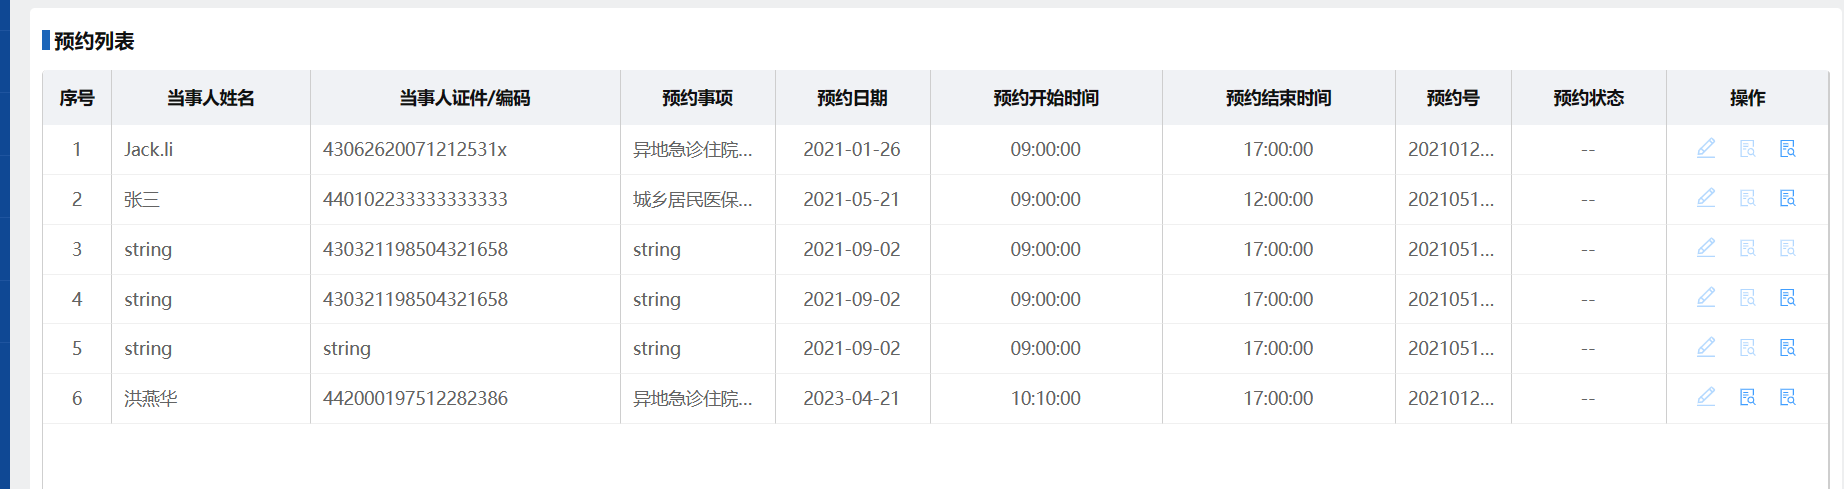 预约列表
序号 当事人姓名 当事人证件/编码 预约事项 预约日期 预约开始时间 预约结束时间 预约号 预约状态 操作
1 Jack.li 43062620071212531x 异地急诊住院... 2021-01-26 09:00:00 17:00:00 2021012... --
2 张三 440102233333333333 城乡居民医保... 2021-05-21 09:00:00 12:00:00 2021051... --
3 string 430321198504321658 string 2021-09-02 09:00:00 17:00:00 2021051... --
4 string 430321198504321658 string 2021-09-02 09:00:00 17:00:00 2021051... --
5 string string string 2021-09-02 09:00:00 17:00:00 2021051... --
6 洪燕华 442000197512282386 异地急诊住院... 2023-04-21 10:10:00 17:00:00 2021012... --